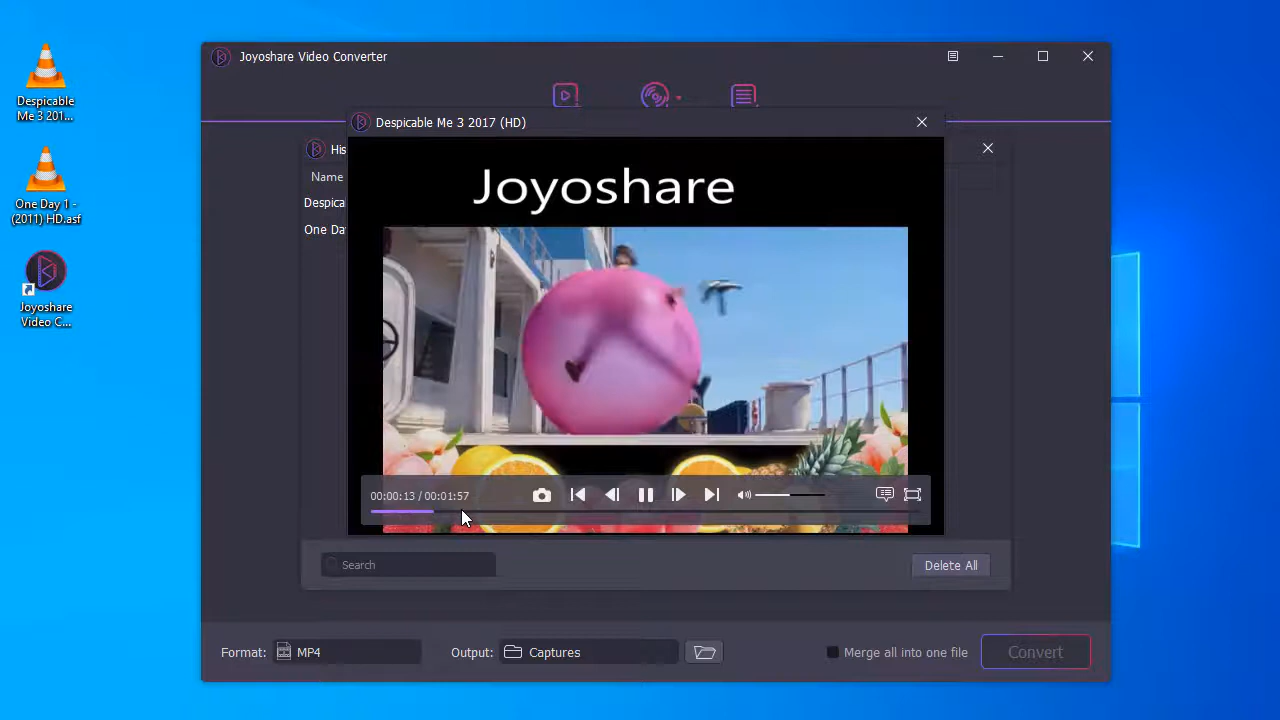 Joyoshare Video Converter
Despicable
Me 3 201...
One Day 1 -
(2011) HD.asf
Joyoshare
Video C...
Despicable Me 3 2017 (HD)
His
Name
Despica
One Da
Joyoshare
00:00:13 / 00:01:57
Search
Delete All
Format:
MP4
Output:
Captures
Merge all into one file
Convert